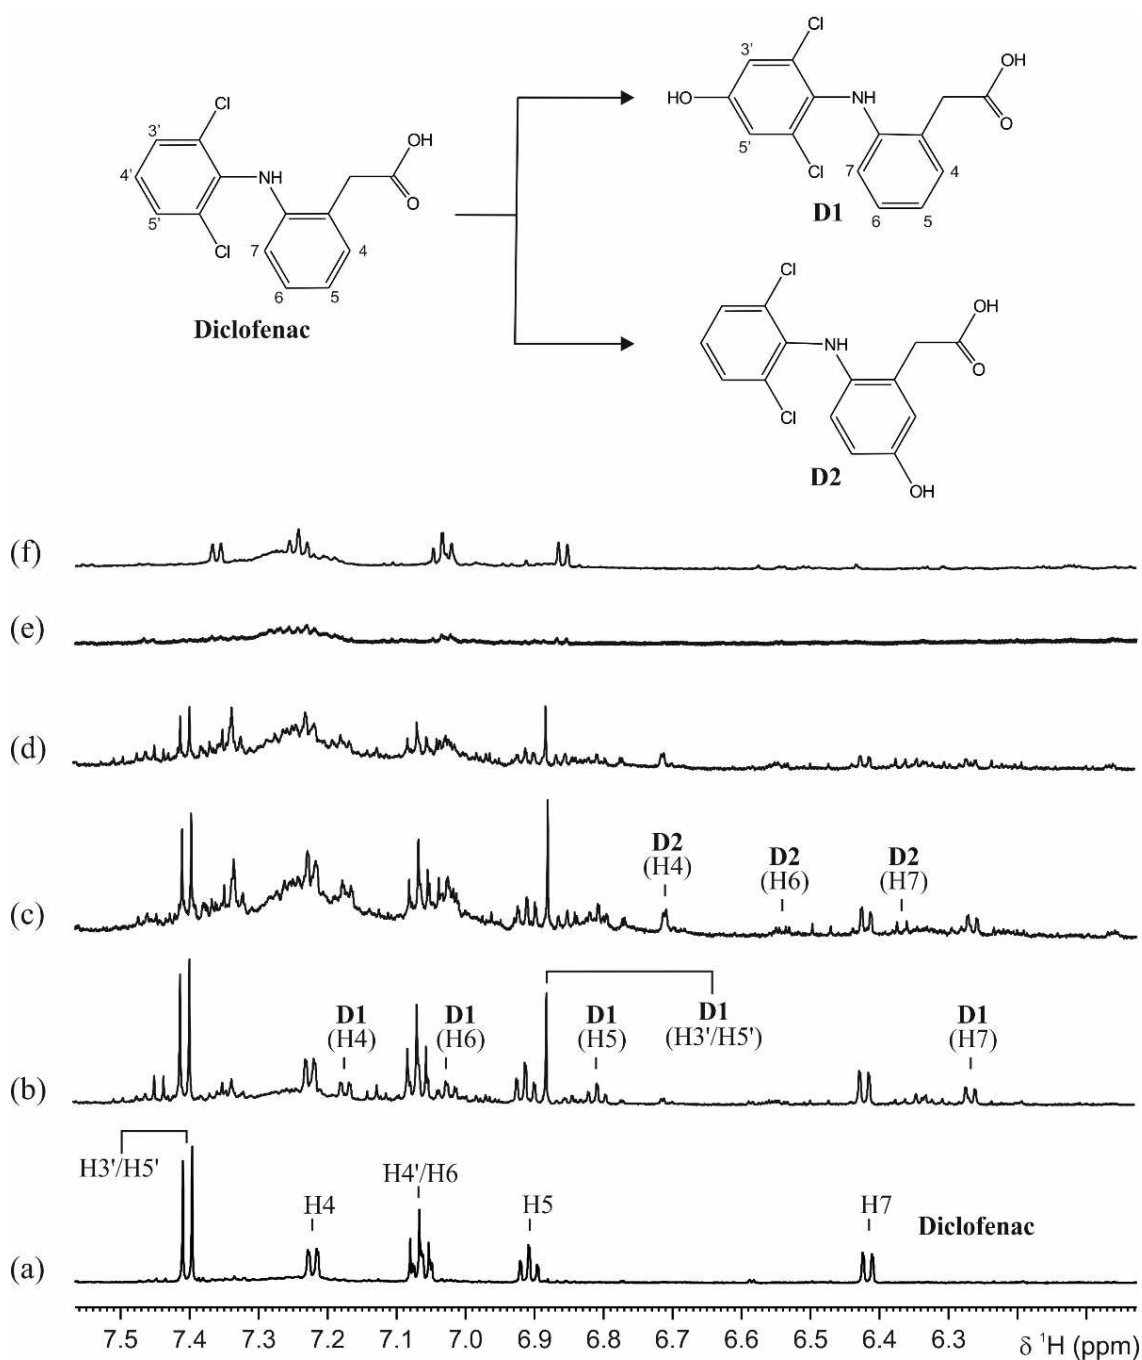 Cl
3'
4'
5'
NH
OH
O
Cl
7
4
6
5
Diclofenac
Cl
3'
HO
NH
OH
O
5'
Cl
7
4
6
5
D1
Cl
NH
OH
O
Cl
OH
D2
(f)
(e)
(d)
(c)
D2
(H4)
D2
(H6)
D2
(H7)
(b)
D1
(H4)
D1
(H6)
D1
(H5)
D1
(H3'/H5')
D1
(H7)
(a)
H3'/H5'
H4
H4'/H6
H5
H7
Diclofenac
7.5 7.4 7.3 7.2 7.1 7.0 6.9 6.8 6.7 6.6 6.5 6.4 6.3
δ ¹H (ppm)